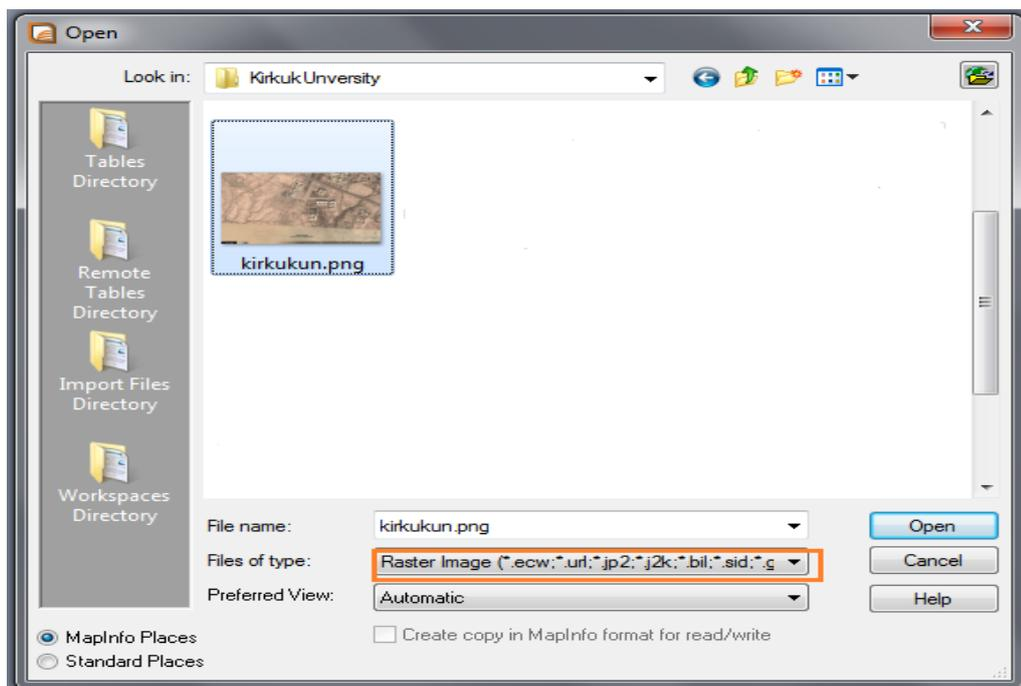 Open
Look in:
Kirkuk Unversity
Tables
Directory
Remote
Tables
Directory
Import Files
Directory
Workspaces
Directory
kirkukun.png
File name:
kirkukun.png
Open
Files of type:
Raster Image (*.ecw;*.url;*.jp2;*.j2k;*.bil;*.sid;*.g
Cancel
Preferred View:
Automatic
Help
MapInfo Places
Create copy in MapInfo format for read/write
Standard Places